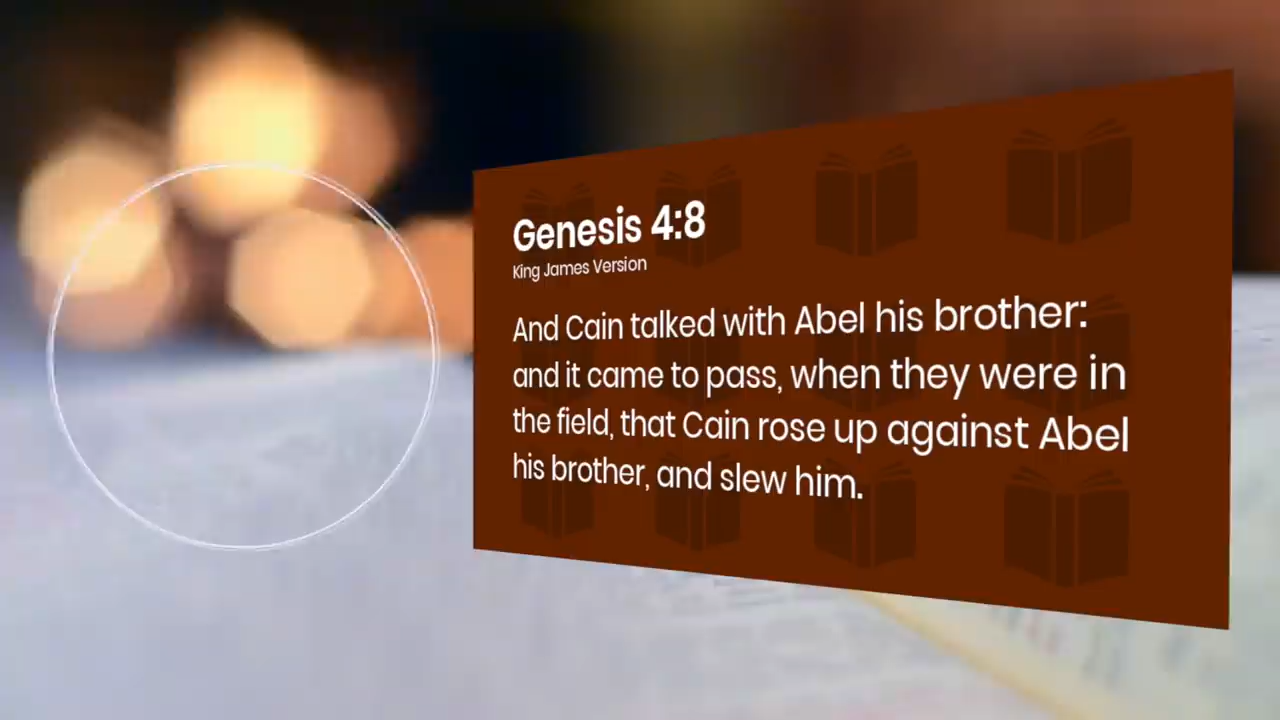 Genesis 4:8
King James Version
And Cain talked with Abel his brother:
and it came to pass, when they were in
the field, that Cain rose up against Abel
his brother, and slew him.